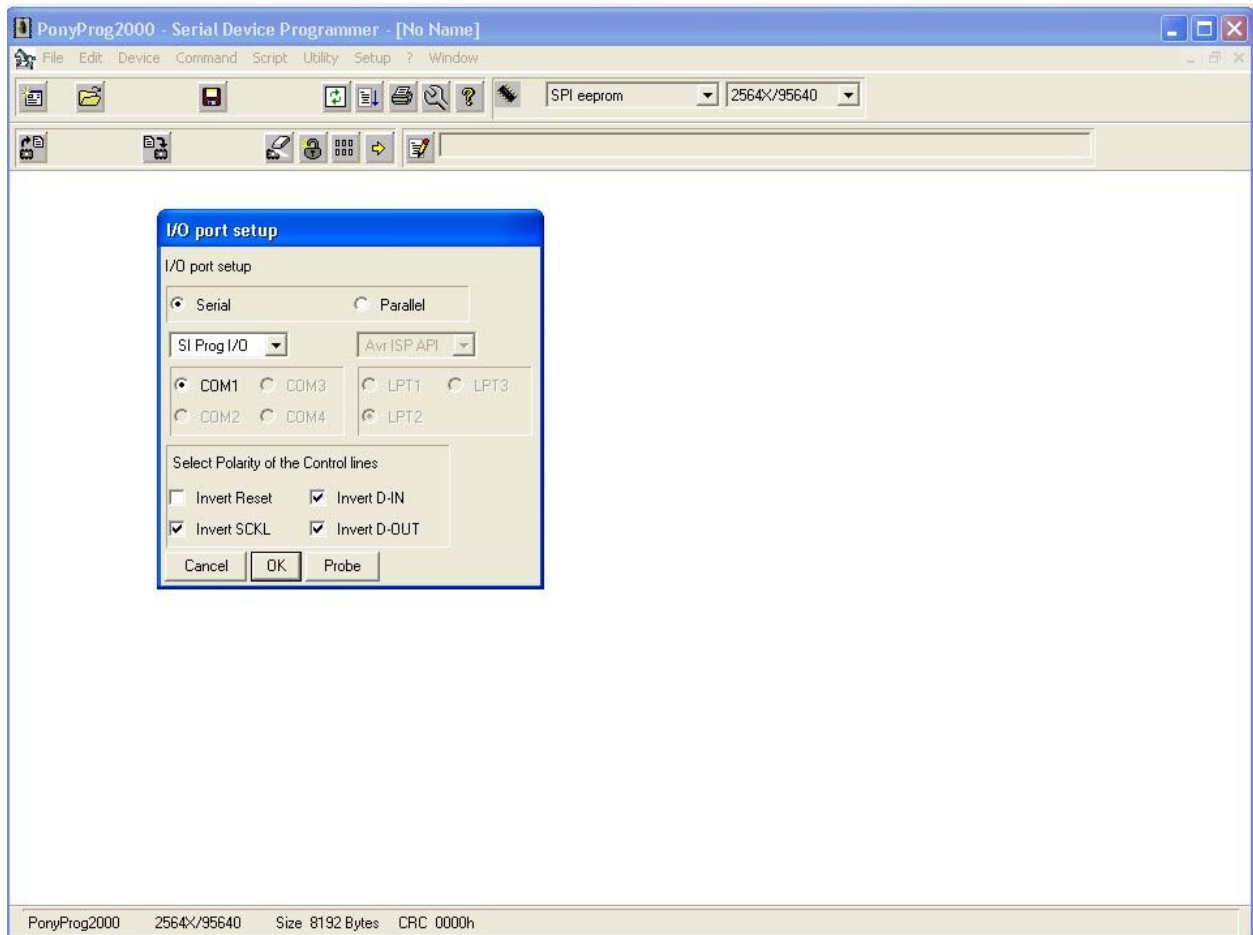 PonyProg2000 - Serial Device Programmer - [No Name]
File Edit Device Command Script Utility Setup ? Window
SPI eeprom 2564X/95640
I/O port setup
I/O port setup
Serial Parallel
SI Prog I/O Avr ISP API
COM1 COM3 LPT1 LPT3
COM2 COM4 LPT2
Select Polarity of the Control lines
Invert Reset Invert D-IN
Invert SCKL Invert D-OUT
Cancel OK Probe
PonyProg2000 2564X/95640 Size 8192 Bytes CRC 0000h